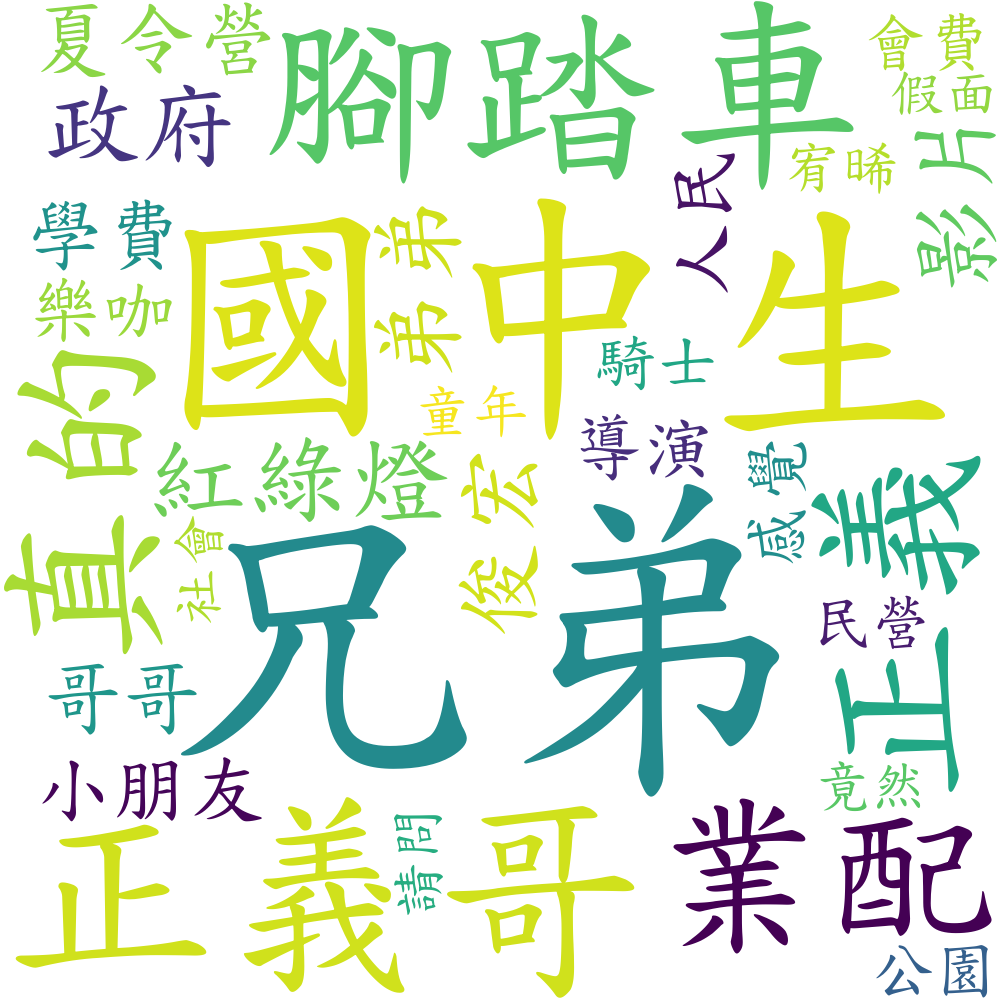 夏令營
腳踏車
會費
假面
政府
人民
宥晞
影片
學費
弟弟
國中生
樂咖
真的
童年
騎士
導演
感覺
紅綠燈
俊宏
正義
社會
兄弟
民營
哥哥
小朋友
竟然
正義哥
請問
業配
公園